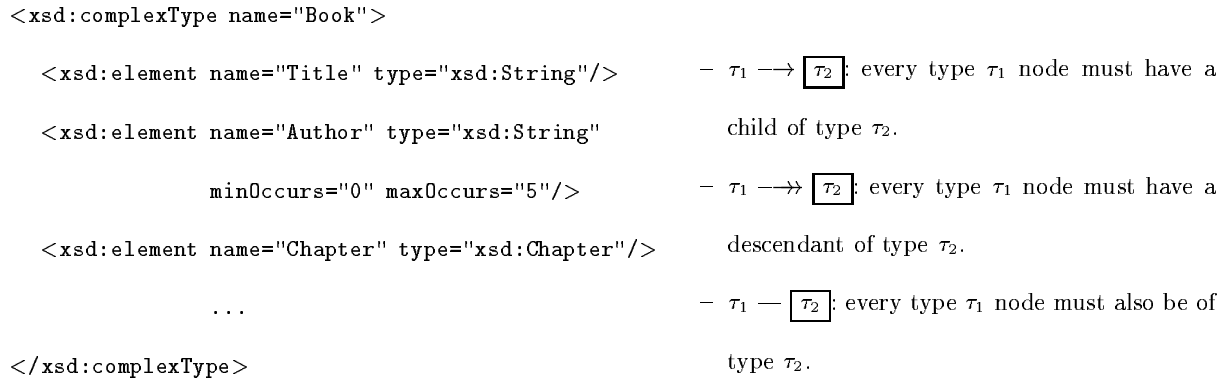 <xsd:complexType name="Book">
<xsd:element name="Title" type="xsd:String"/>
<xsd:element name="Author" type="xsd:String"
minOccurs="0" maxOccurs="5"/>
<xsd:element name="Chapter" type="xsd:Chapter"/>
...
</xsd:complexType>
– τ₁ ⟶ τ₂: every type τ₁ node must have a
child of type τ₂.
– τ₁ ⟶» τ₂: every type τ₁ node must have a
descendant of type τ₂.
– τ₁ — τ₂: every type τ₁ node must also be of
type τ₂.